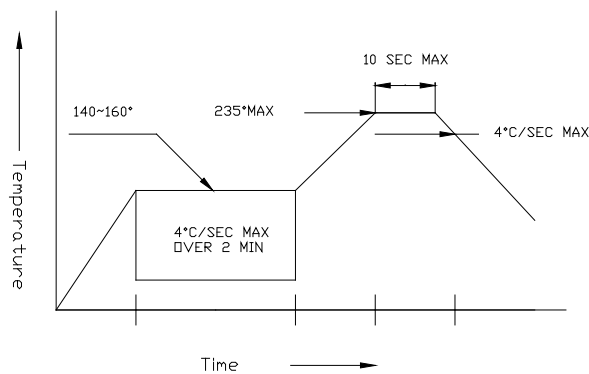 10 SEC MAX
140~160°
235°MAX
4°C/SEC MAX
Temperature
4°C/SEC MAX
OVER 2 MIN
Time